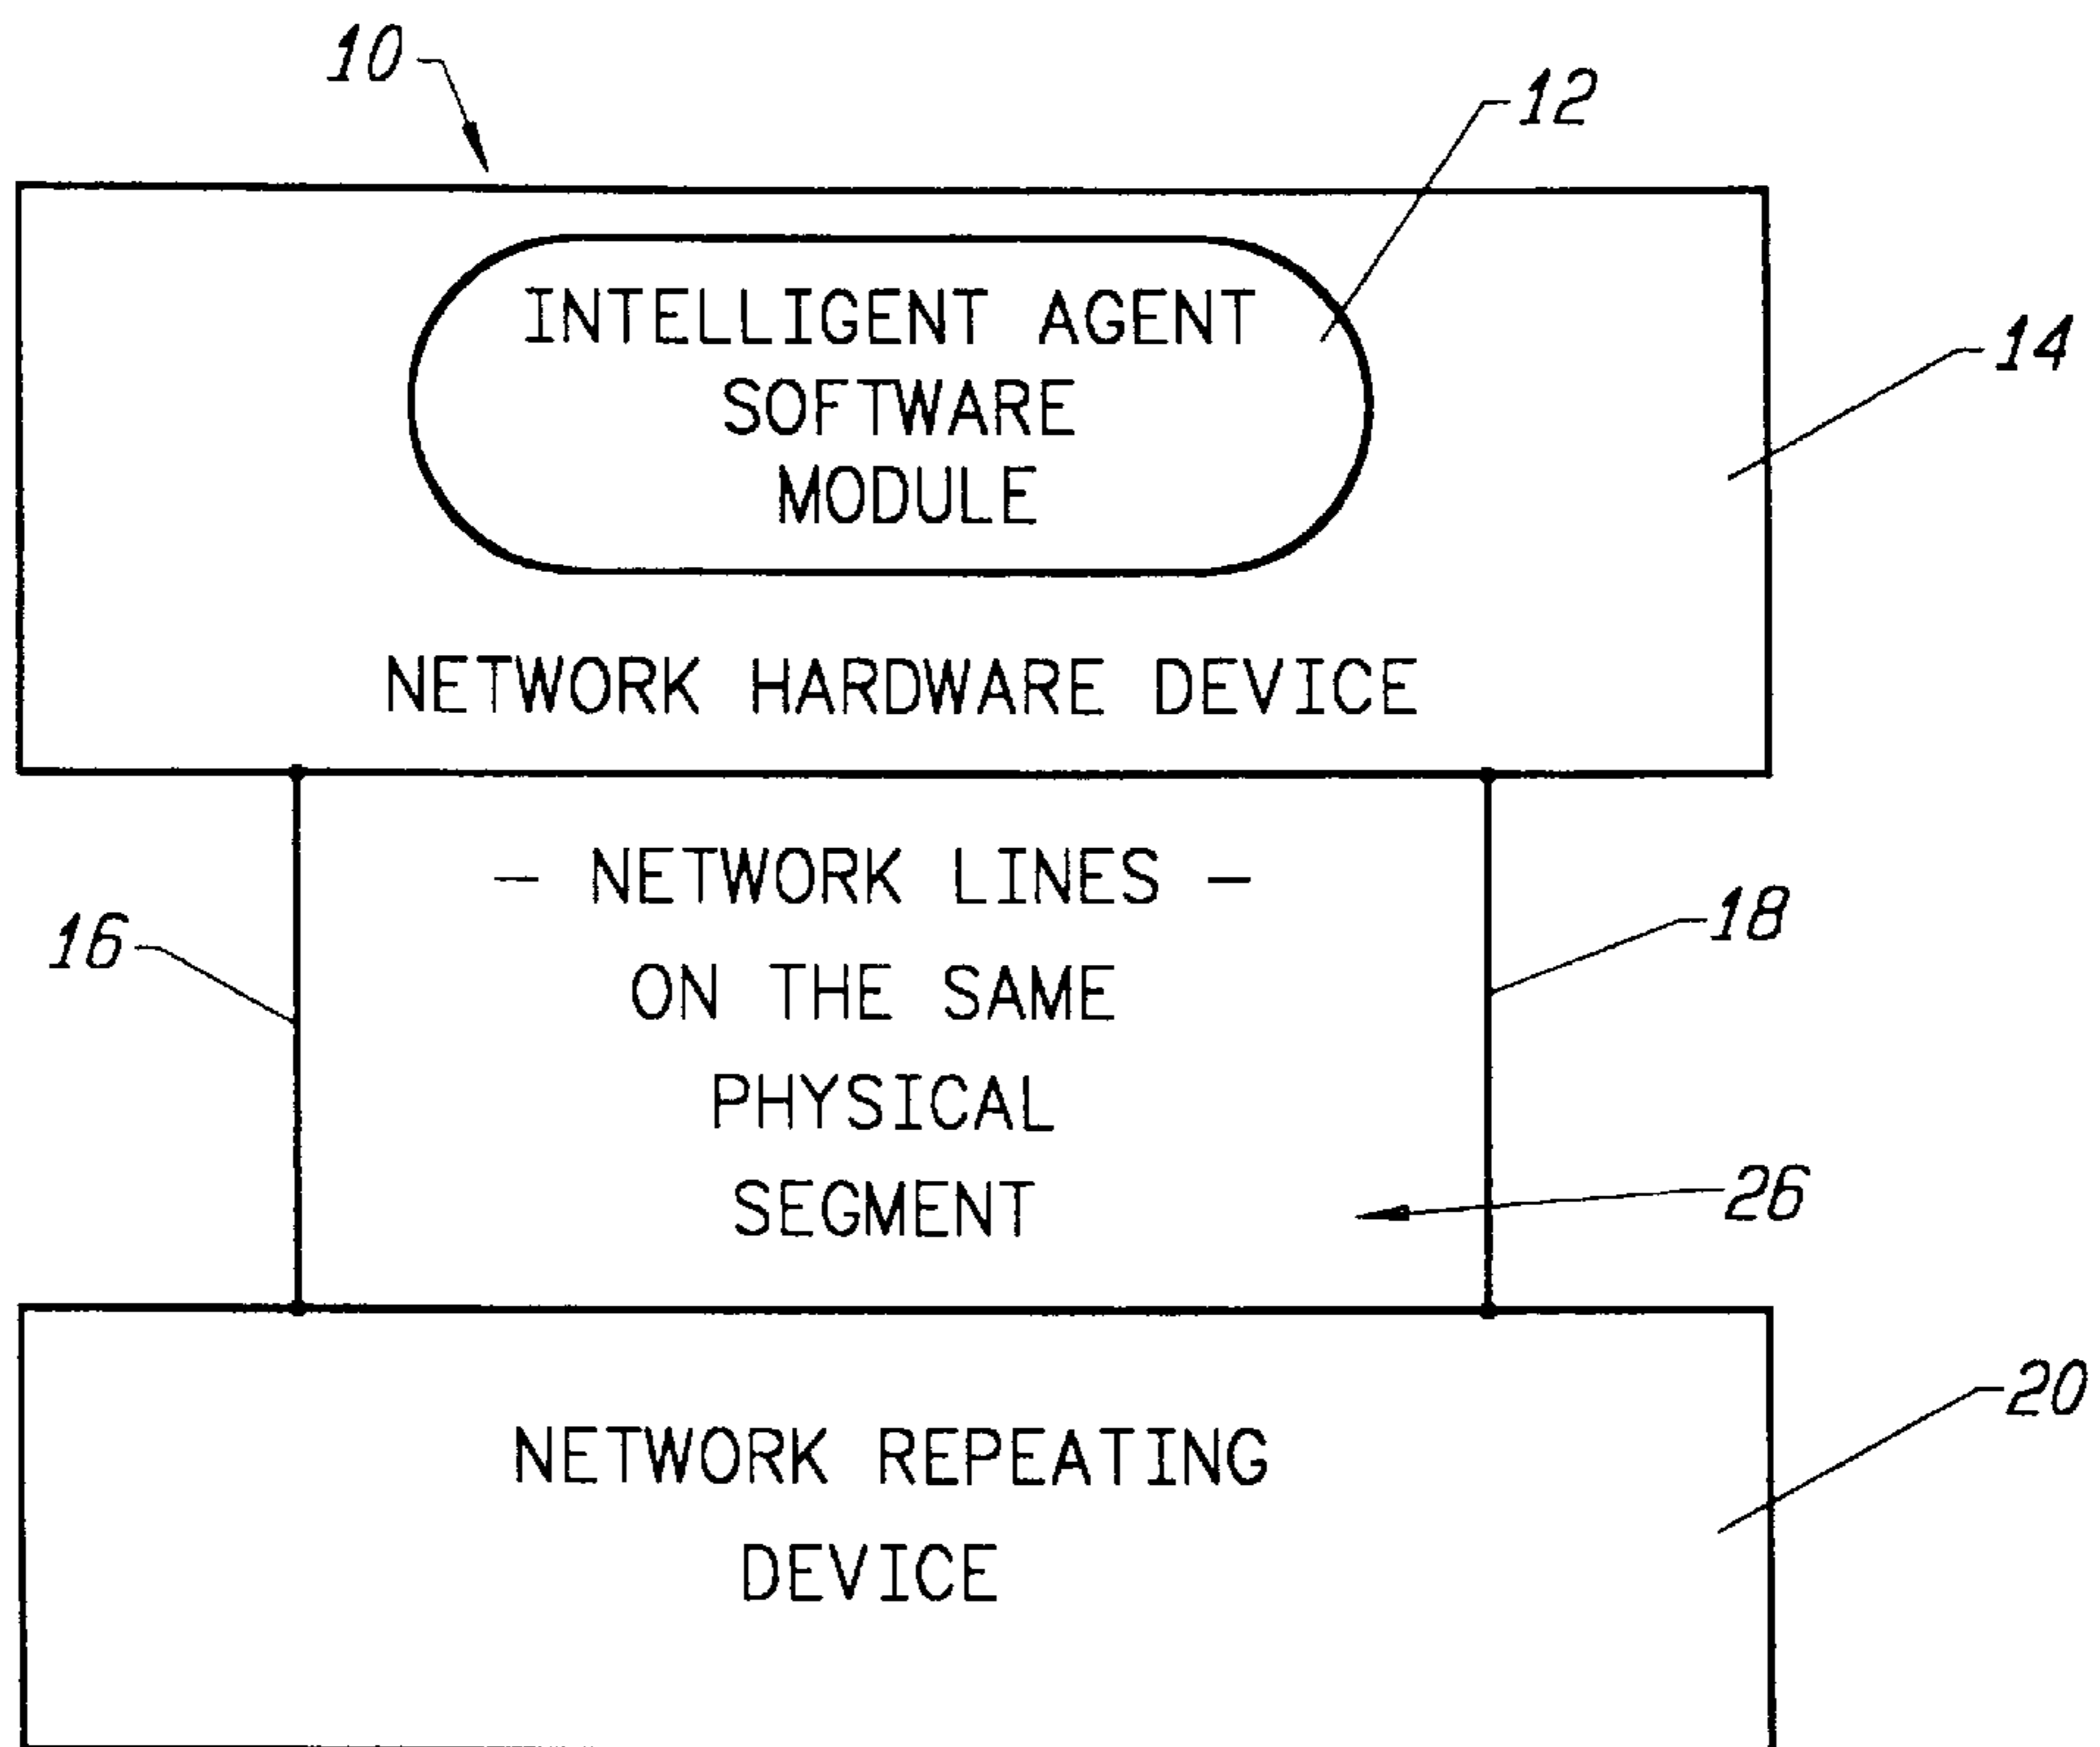 10
12
INTELLIGENT AGENT
SOFTWARE
MODULE
14
NETWORK HARDWARE DEVICE
– NETWORK LINES –
ON THE SAME
PHYSICAL
SEGMENT
16
18
26
NETWORK REPEATING
DEVICE
20